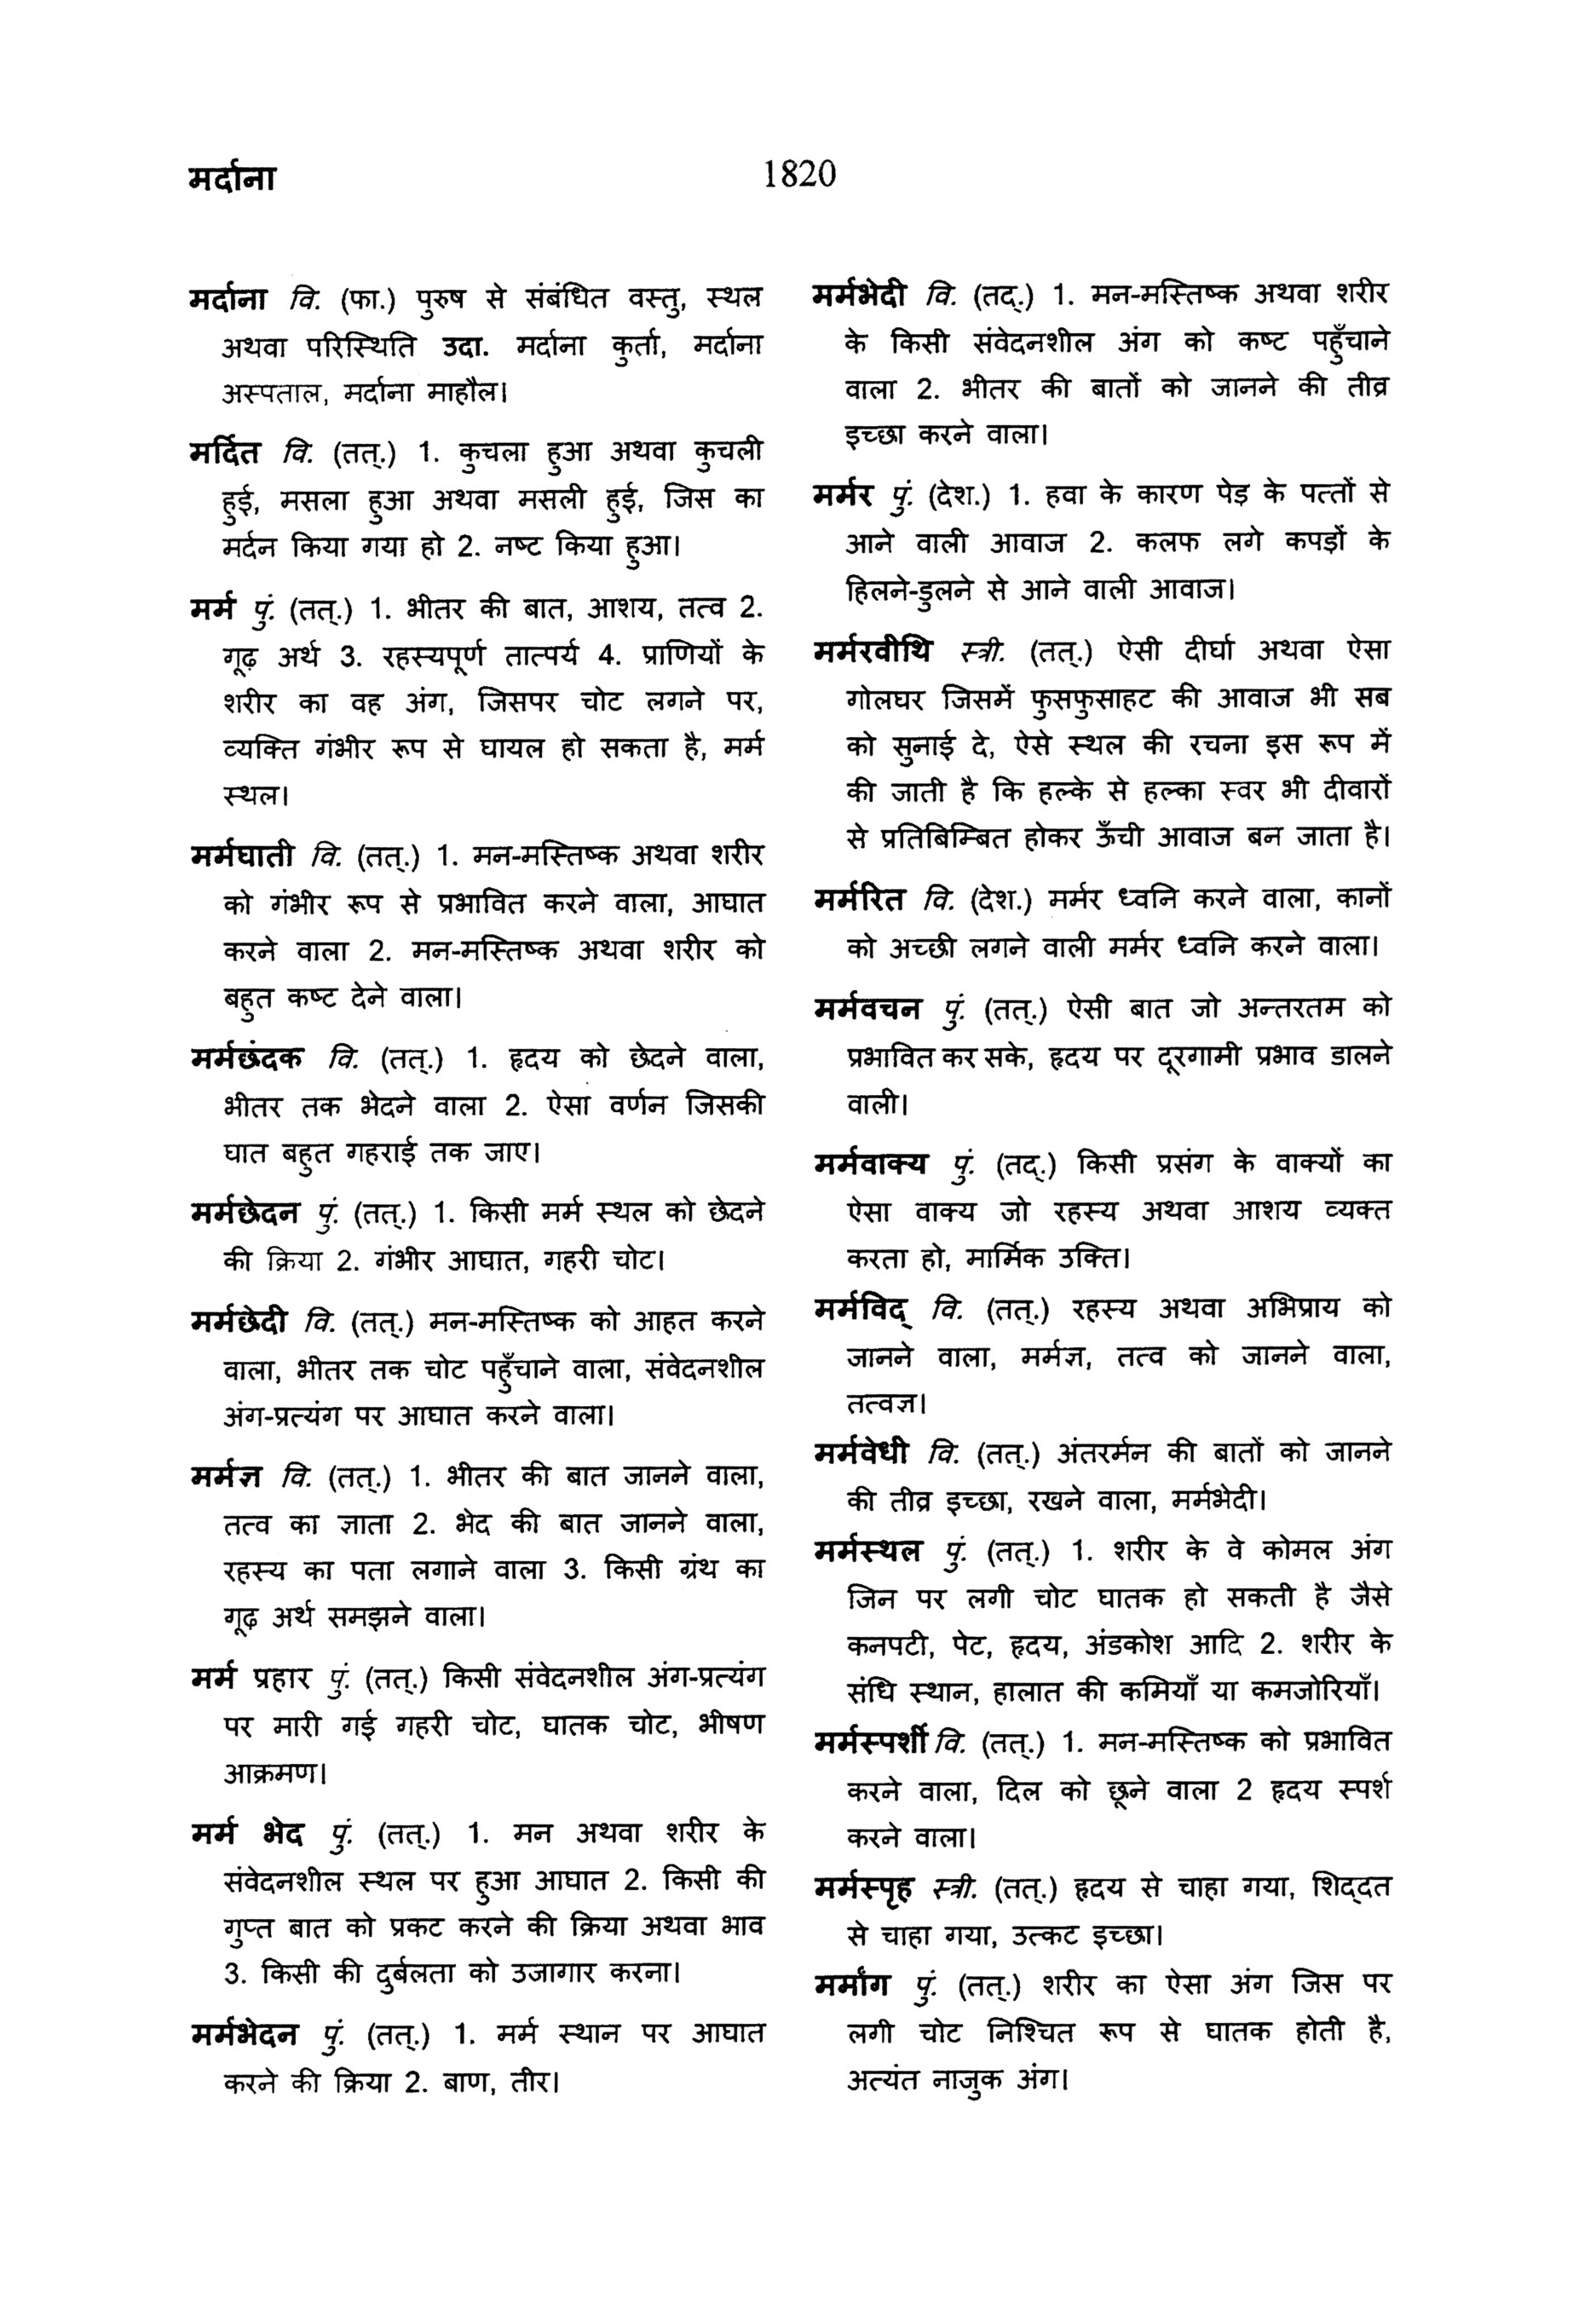 मर्दाना
1820
मर्दाना वि. (फा.) पुरुष से संबंधित वस्तु, स्थल
अथवा परिस्थिति उदा. मर्दाना कुर्ता, मर्दाना
अस्पताल, मर्दाना माहौल।
मर्दित वि. (तत्.) 1. कुचला हुआ अथवा कुचली
हुई, मसला हुआ अथवा मसली हुई, जिस का
मर्दन किया गया हो 2. नष्ट किया हुआ।
मर्म पुं. (तत्.) 1. भीतर की बात, आशय, तत्व 2.
गूढ़ अर्थ 3. रहस्यपूर्ण तात्पर्य 4. प्राणियों के
शरीर का वह अंग, जिसपर चोट लगने पर,
व्यक्ति गंभीर रूप से घायल हो सकता है, मर्म
स्थल।
मर्मघाती वि. (तत्.) 1. मन-मस्तिष्क अथवा शरीर
को गंभीर रूप से प्रभावित करने वाला, आघात
करने वाला 2. मन-मस्तिष्क अथवा शरीर को
बहुत कष्ट देने वाला।
मर्मछंदक वि. (तत्.) 1. हृदय को छेदने वाला,
भीतर तक भेदने वाला 2. ऐसा वर्णन जिसकी
घात बहुत गहराई तक जाए।
मर्मछेदन पुं. (तत्.) 1. किसी मर्म स्थल को छेदने
की क्रिया 2. गंभीर आघात, गहरी चोट।
मर्मछेदी वि. (तत्.) मन-मस्तिष्क को आहत करने
वाला, भीतर तक चोट पहुँचाने वाला, संवेदनशील
अंग-प्रत्यंग पर आघात करने वाला।
मर्मज्ञ वि. (तत्.) 1. भीतर की बात जानने वाला,
तत्व का ज्ञाता 2. भेद की बात जानने वाला,
रहस्य का पता लगाने वाला 3. किसी ग्रंथ का
गूढ़ अर्थ समझने वाला।
मर्म प्रहार पुं. (तत्.) किसी संवेदनशील अंग-प्रत्यंग
पर मारी गई गहरी चोट, घातक चोट, भीषण
आक्रमण।
मर्म भेद पुं. (तत्.) 1. मन अथवा शरीर के
संवेदनशील स्थल पर हुआ आघात 2. किसी की
गुप्त बात को प्रकट करने की क्रिया अथवा भाव
3. किसी की दुर्बलता को उजागार करना।
मर्मभेदन पुं. (तत्.) 1. मर्म स्थान पर आघात
करने की क्रिया 2. बाण, तीर।
मर्मभेदी वि. (तद्.) 1. मन-मस्तिष्क अथवा शरीर
के किसी संवेदनशील अंग को कष्ट पहुँचाने
वाला 2. भीतर की बातों को जानने की तीव्र
इच्छा करने वाला।
मर्मर पुं. (देश.) 1. हवा के कारण पेड़ के पत्तों से
आने वाली आवाज 2. कलफ लगे कपड़ों के
हिलने-डुलने से आने वाली आवाज।
मर्मरवीथि स्त्री. (तत्.) ऐसी दीर्घा अथवा ऐसा
गोलघर जिसमें फुसफुसाहट की आवाज भी सब
को सुनाई दे, ऐसे स्थल की रचना इस रूप में
की जाती है कि हल्के से हल्का स्वर भी दीवारों
से प्रतिबिम्बित होकर ऊँची आवाज बन जाता है।
मर्मरित वि. (देश.) मर्मर ध्वनि करने वाला, कानों
को अच्छी लगने वाली मर्मर ध्वनि करने वाला।
मर्मवचन पुं. (तत्.) ऐसी बात जो अन्तरतम को
प्रभावित कर सके, हृदय पर दूरगामी प्रभाव डालने
वाली।
मर्मवाक्य पुं. (तद्.) किसी प्रसंग के वाक्यों का
ऐसा वाक्य जो रहस्य अथवा आशय व्यक्त
करता हो, मार्मिक उक्ति।
मर्मविद् वि. (तत्.) रहस्य अथवा अभिप्राय को
जानने वाला, मर्मज्ञ, तत्व को जानने वाला,
तत्वज्ञ।
मर्मवेधी वि. (तत्.) अंतरर्मन की बातों को जानने
की तीव्र इच्छा, रखने वाला, मर्मभेदी।
मर्मस्थल पुं. (तत्.) 1. शरीर के वे कोमल अंग
जिन पर लगी चोट घातक हो सकती है जैसे
कनपटी, पेट, हृदय, अंडकोश आदि 2. शरीर के
संधि स्थान, हालात की कमियाँ या कमजोरियाँ।
मर्मस्पर्शी वि. (तत्.) 1. मन-मस्तिष्क को प्रभावित
करने वाला, दिल को छूने वाला 2 हृदय स्पर्श
करने वाला।
मर्मस्पृह स्त्री. (तत्.) हृदय से चाहा गया, शिद्दत
से चाहा गया, उत्कट इच्छा।
मर्मांग पुं. (तत्.) शरीर का ऐसा अंग जिस पर
लगी चोट निश्चित रूप से घातक होती है,
अत्यंत नाजुक अंग।